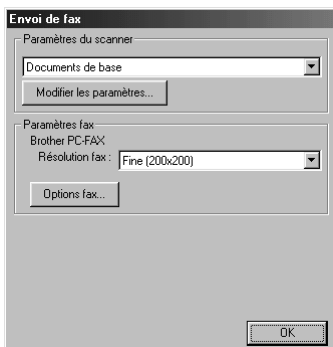 Envoi de fax
Paramètres du scanner
Documents de base
Modifier les paramètres...
Paramètres fax
Brother PC-FAX
Résolution fax : Fine (200x200)
Options fax...
OK